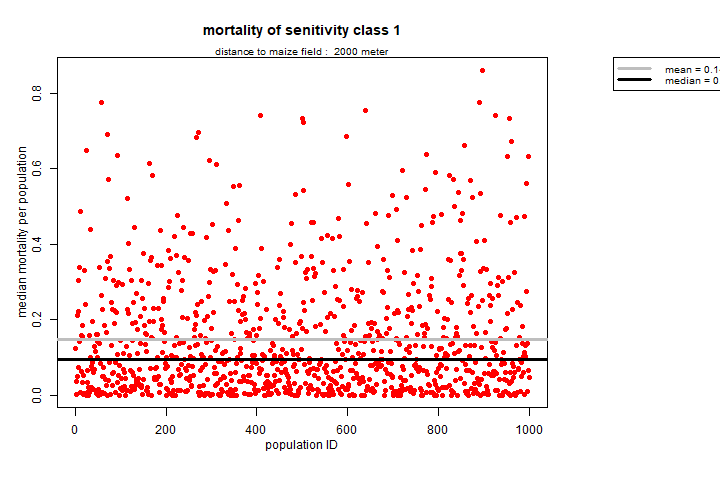 mortality of senitivity class 1
distance to maize field : 2000 meter
mean = 0.1
median = 0
median mortality per population
0.8
0.6
0.4
0.2
0.0
0 200 400 600 800 1000
population ID